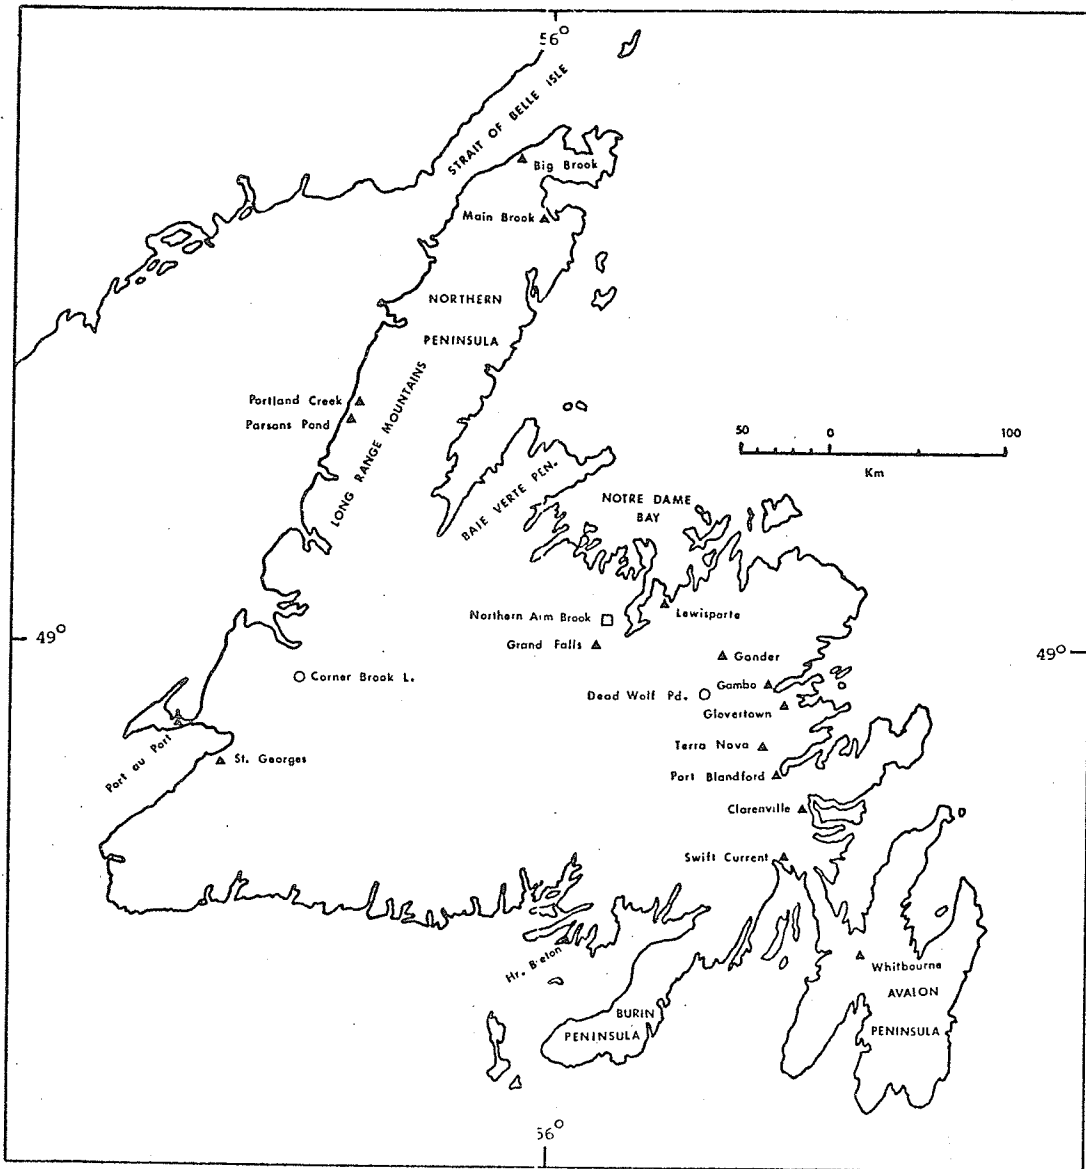 56°
STRAIT OF BELLE ISLE
Big Brook
Main Brook
NORTHERN
PENINSULA
LONG RANGE MOUNTAINS
Portland Creek
Parsons Pond
50 0 100
Km
BAIE VERTE PEN.
NOTRE DAME
BAY
Northern Arm Brook
Lewisporte
Grand Falls
49°
49°
Gander
Corner Brook L.
Gambo
Dead Wolf Pd.
Glovertown
Port au Port
St. Georges
Terra Nova
Port Blandford
Clarenville
Swift Current
Hr. Breton
Whitbourne
AVALON
PENINSULA
BURIN
PENINSULA
56°